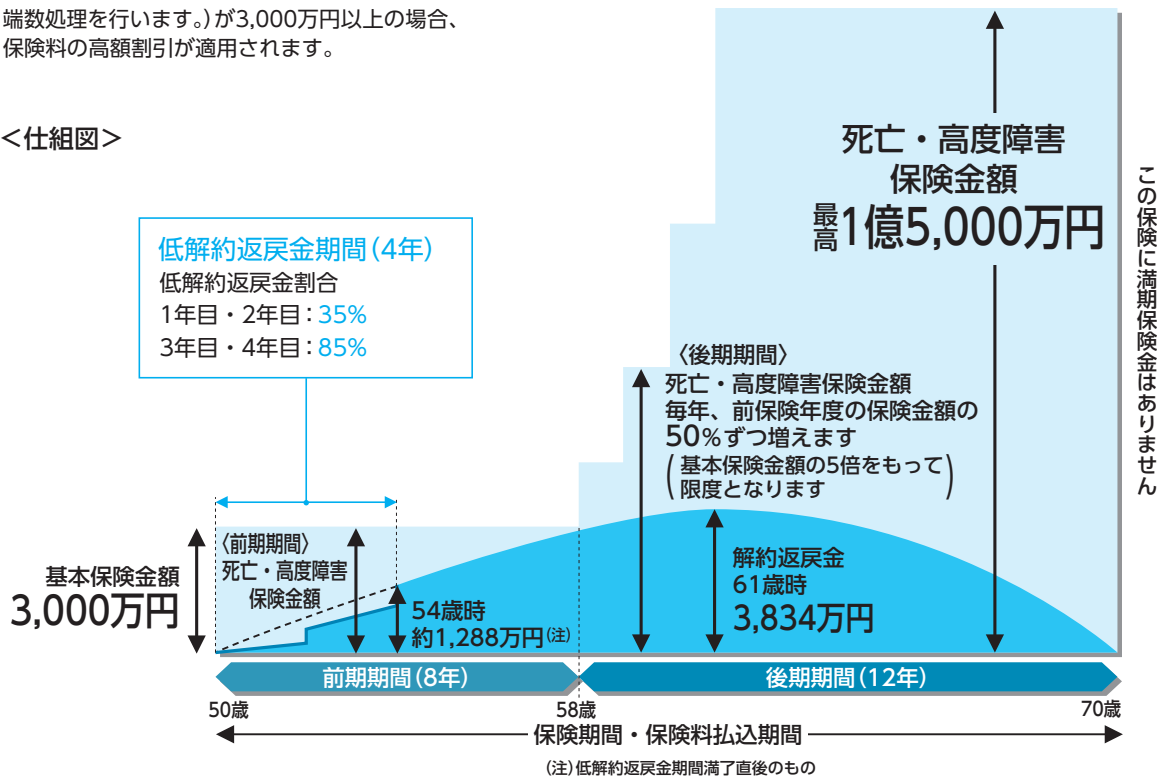 端数処理を行います。)が3,000万円以上の場合、
保険料の高額割引が適用されます。
＜仕組図＞
低解約返戻金期間(4年)
低解約返戻金割合
1年目・2年目：35%
3年目・4年目：85%
死亡・高度障害
保険金額
最高1億5,000万円
この保険に満期保険金はありません
〈後期期間〉
死亡・高度障害保険金額
毎年、前保険年度の保険金額の
50%ずつ増えます
(基本保険金額の5倍をもって
限度となります)
〈前期期間〉
死亡・高度障害
保険金額
基本保険金額
3,000万円
54歳時
約1,288万円(注)
解約返戻金
61歳時
3,834万円
前期期間(8年)
後期期間(12年)
50歳
58歳
70歳
保険期間・保険料払込期間
(注)低解約返戻金期間満了直後のもの